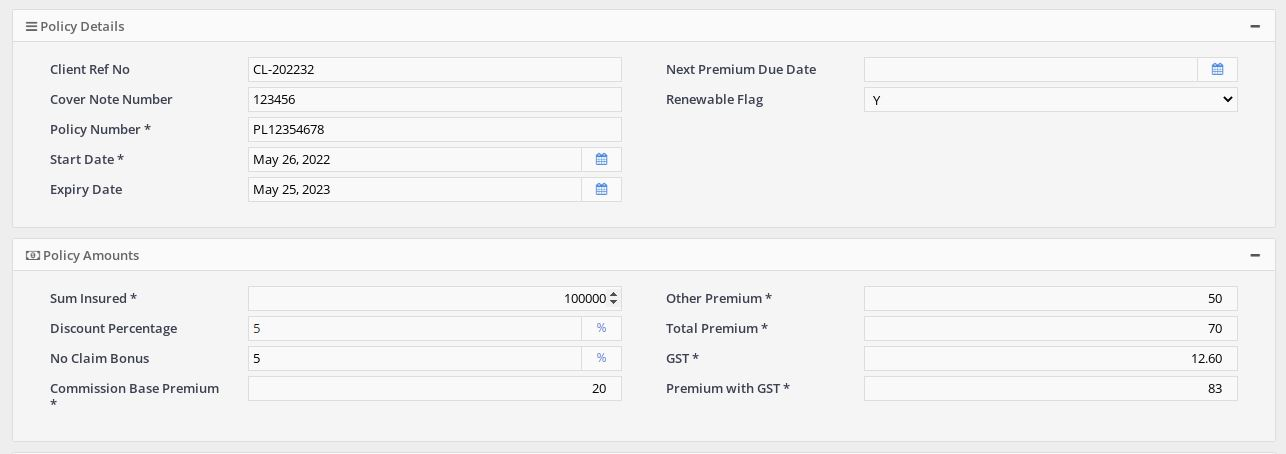 Policy Details
Client Ref No CL-202232
Cover Note Number 123456
Policy Number * PL12354678
Start Date * May 26, 2022
Expiry Date May 25, 2023
Next Premium Due Date
Renewable Flag Y
Policy Amounts
Sum Insured * 100000
Discount Percentage 5 %
No Claim Bonus 5 %
Commission Base Premium 20
*
Other Premium * 50
Total Premium * 70
GST * 12.60
Premium with GST * 83